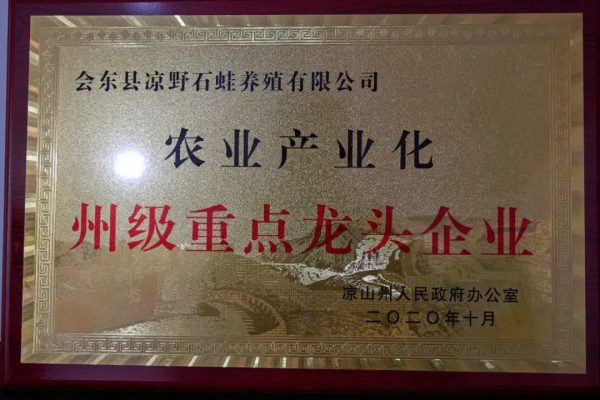 会东县凉野石蛙养殖有限公司
农业产业化
州级重点龙头企业
凉山州人民政府办公室
二〇二〇年十月